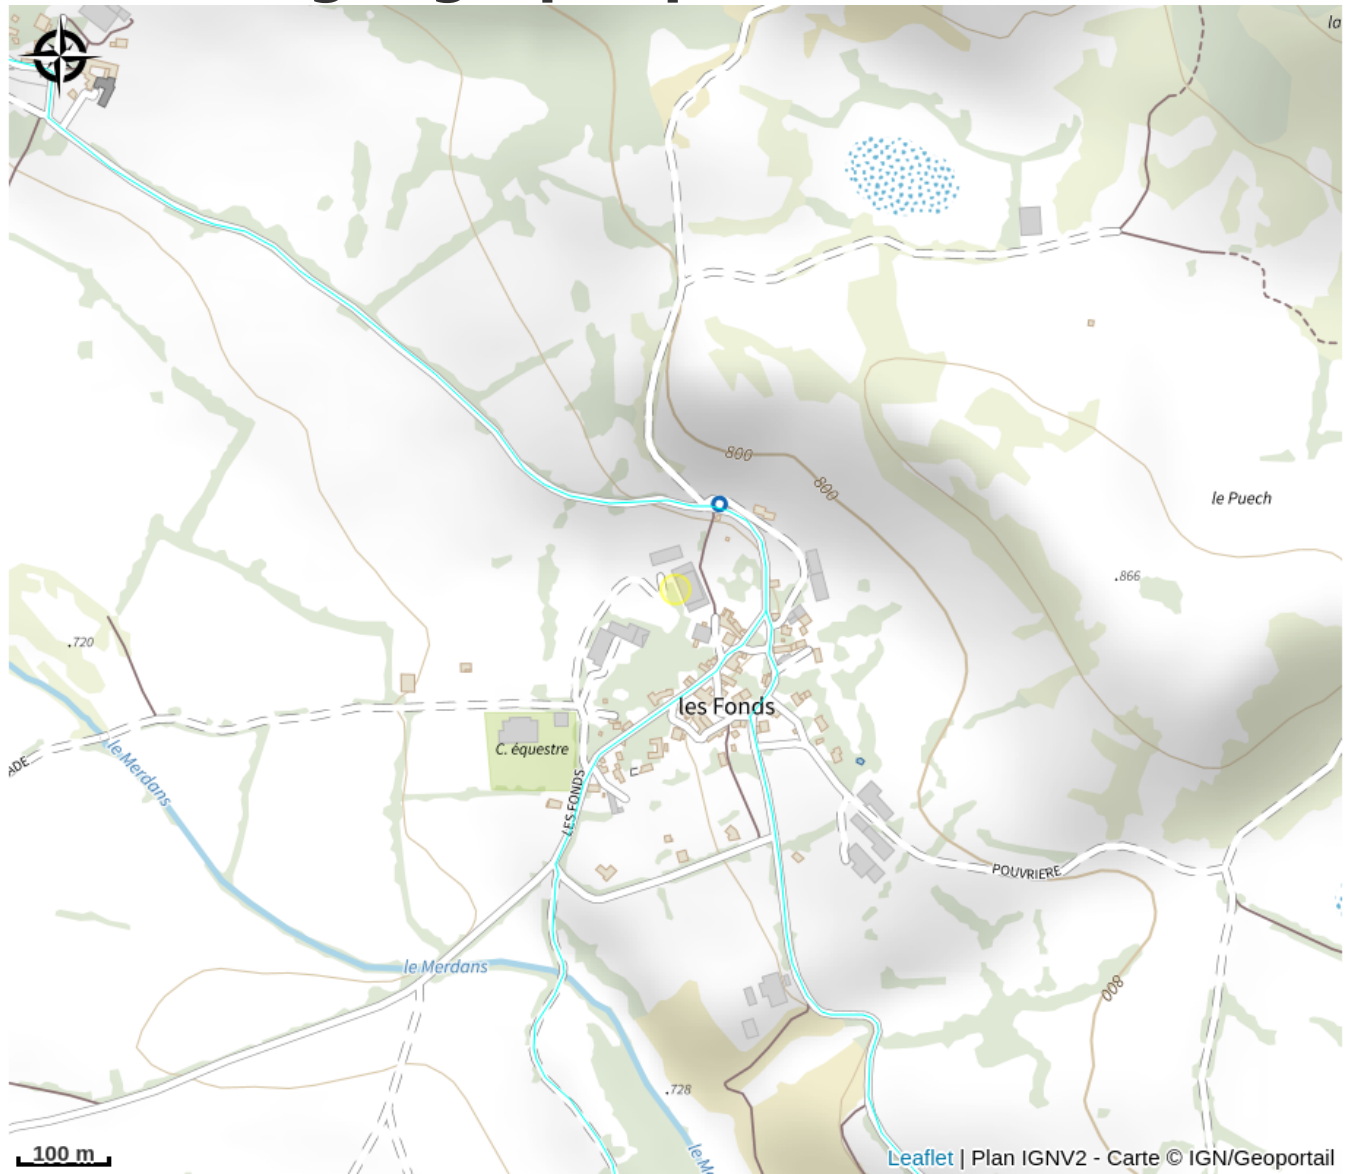 la
800
800
le Puech
.866
.720
les Fonds
C. équestre
ADE
le Merdans
LES FONDS
POUVRIERE
le Merdans
800
.728
le M
100 m
Leaflet | Plan IGNV2 - Carte © IGN/Geoportail